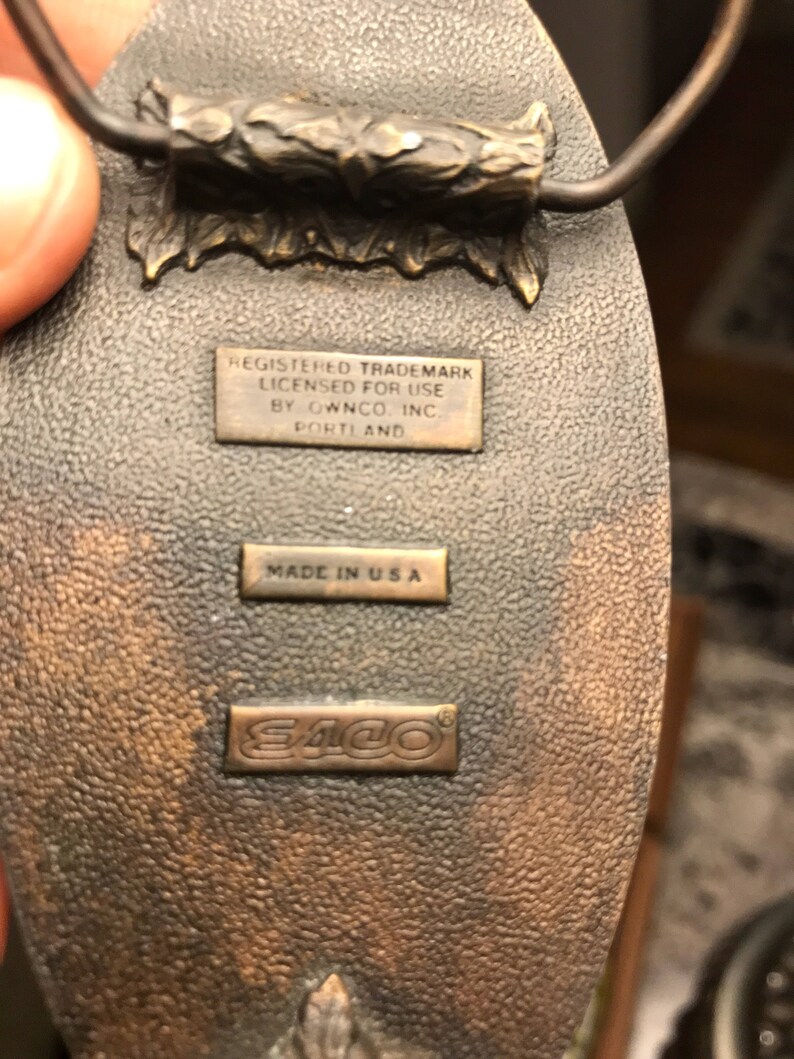 REGISTERED TRADEMARK
LICENSED FOR USE
BY OWNCO. INC.
PORTLAND
MADE IN U S A
EACO®